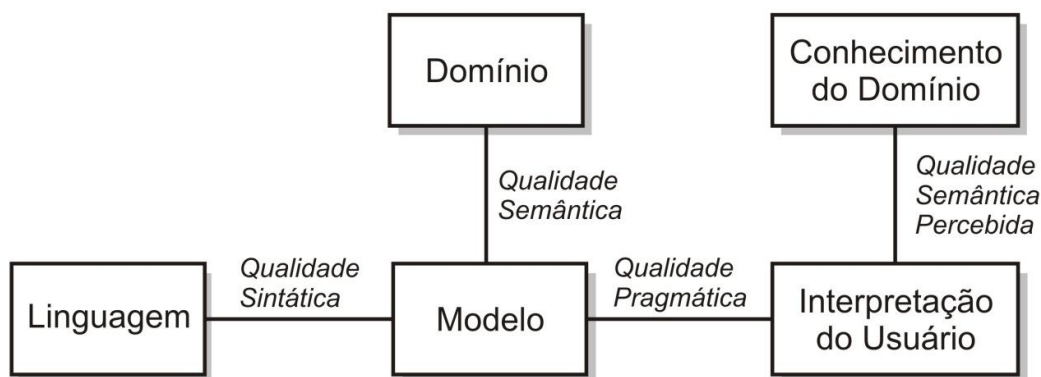 Domínio
Conhecimento
do Domínio
Qualidade
Semântica
Qualidade
Semântica
Percebida
Qualidade
Sintática
Qualidade
Pragmática
Linguagem
Modelo
Interpretação
do Usuário